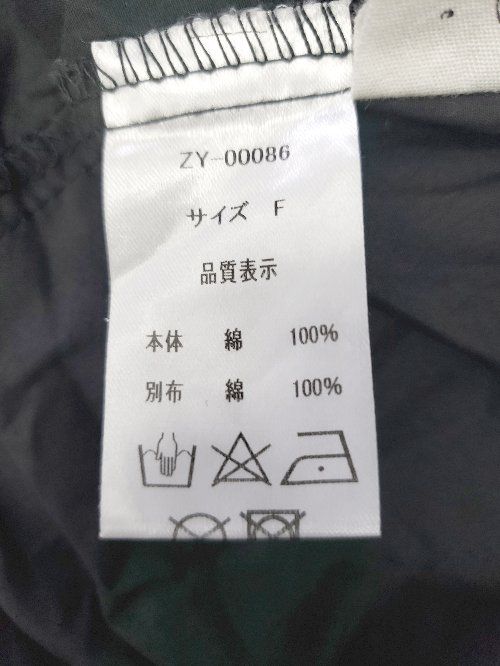 ZY-00086
サイズ F
品質表示
本体 綿 100%
別布 綿 100%